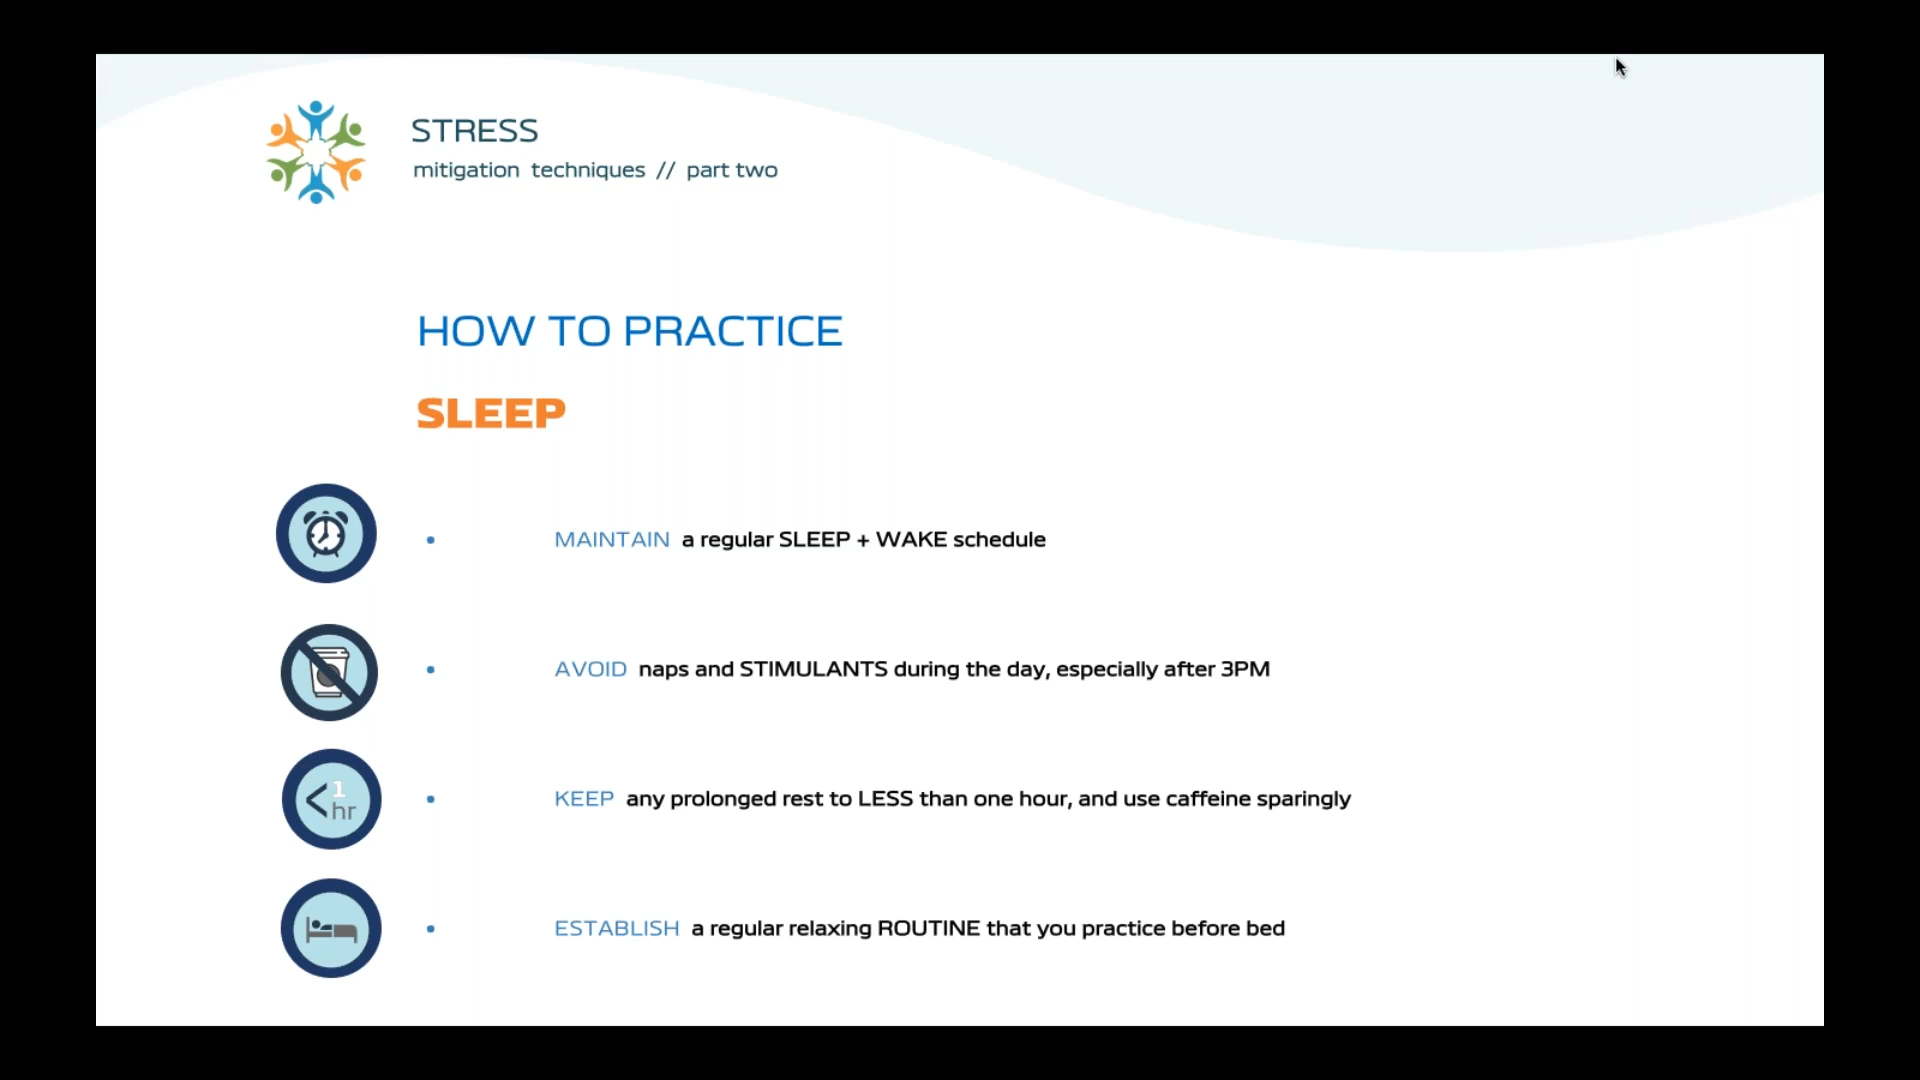 STRESS
mitigation techniques // part two
HOW TO PRACTICE
SLEEP
• MAINTAIN a regular SLEEP + WAKE schedule
• AVOID naps and STIMULANTS during the day, especially after 3PM
< 1 hr
• KEEP any prolonged rest to LESS than one hour, and use caffeine sparingly
• ESTABLISH a regular relaxing ROUTINE that you practice before bed